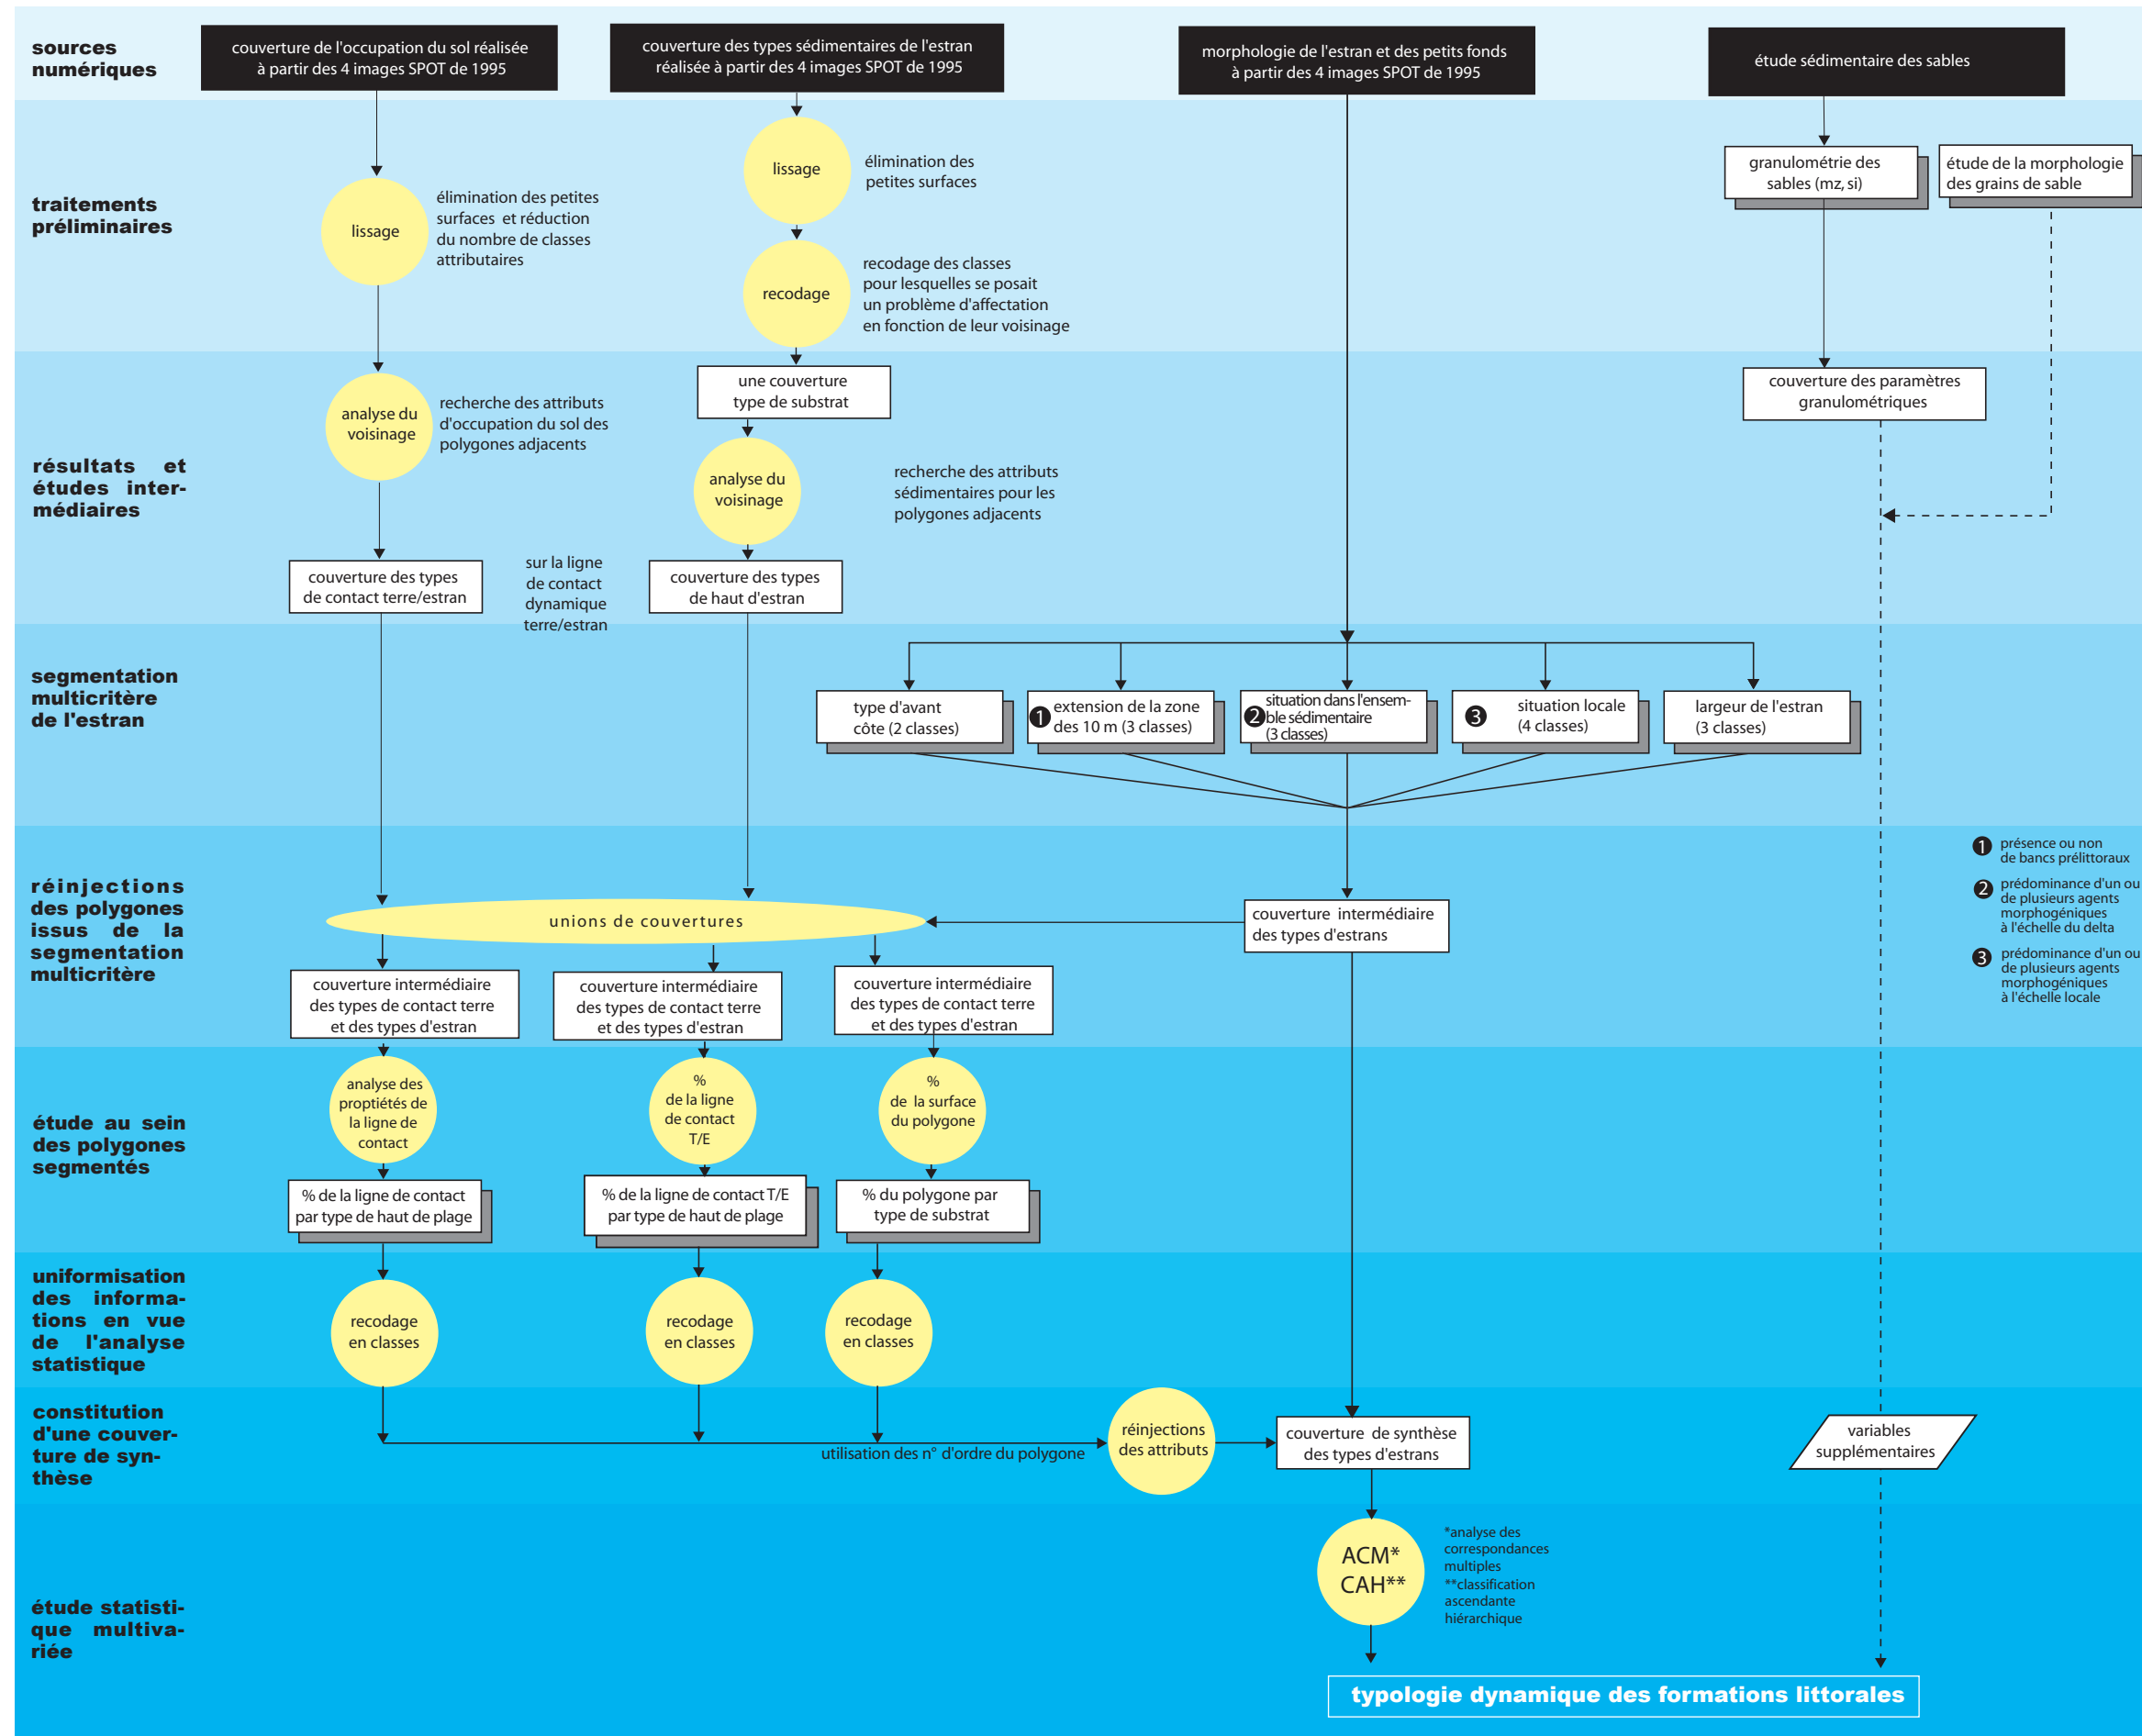 sources
numériques
couverture de l'occupation du sol réalisée
à partir des 4 images SPOT de 1995
couverture des types sédimentaires de l'estran
réalisée à partir des 4 images SPOT de 1995
morphologie de l'estran et des petits fonds
à partir des 4 images SPOT de 1995
étude sédimentaire des sables
traitements
préliminaires
lissage
élimination des petites
surfaces et réduction
du nombre de classes
attributaires
lissage
élimination des
petites surfaces
recodage
recodage des classes
pour lesquelles se posait
un problème d'affectation
en fonction de leur voisinage
granulométrie des
sables (mz, si)
étude de la morphologie
des grains de sable
résultats et
études inter-
médiaires
analyse du
voisinage
recherche des attributs
d'occupation du sol des
polygones adjacents
une couverture
type de substrat
analyse du
voisinage
recherche des attributs
sédimentaires pour les
polygones adjacents
couverture des paramètres
granulométriques
couverture des types
de contact terre/estran
sur la ligne
de contact
dynamique
terre/estran
couverture des types
de haut d'estran
segmentation
multicritère
de l'estran
type d'avant
côte (2 classes)
1 extension de la zone
des 10 m (3 classes)
2 situation dans l'ensem-
ble sédimentaire
(3 classes)
3 situation locale
(4 classes)
largeur de l'estran
(3 classes)
réinjections
des polygones
issus de la
segmentation
multicritère
unions de couvertures
couverture intermédiaire
des types d'estrans
1 présence ou non
de bancs prélittoraux
2 prédominance d'un ou
de plusieurs agents
morphogéniques
à l'échelle du delta
3 prédominance d'un ou
de plusieurs agents
morphogéniques
à l'échelle locale
couverture intermédiaire
des types de contact terre
et des types d'estran
couverture intermédiaire
des types de contact terre
et des types d'estran
couverture intermédiaire
des types de contact terre
et des types d'estran
étude au sein
des polygones
segmentés
analyse des
proptiétés de
la ligne de
contact
%
de la ligne
de contact
T/E
%
de la surface
du polygone
% de la ligne de contact
par type de haut de plage
% de la ligne de contact T/E
par type de haut de plage
% du polygone par
type de substrat
uniformisation
des informa-
tions en vue
de l'analyse
statistique
recodage
en classes
recodage
en classes
recodage
en classes
constitution
d'une couver-
ture de syn-
thèse
utilisation des n° d'ordre du polygone
réinjections
des attributs
couverture de synthèse
des types d'estrans
variables
supplémentaires
étude statisti-
que multiva-
riée
ACM*
CAH**
*analyse des
correspondances
multiples
**classification
ascendante
hiérarchique
typologie dynamique des formations littorales